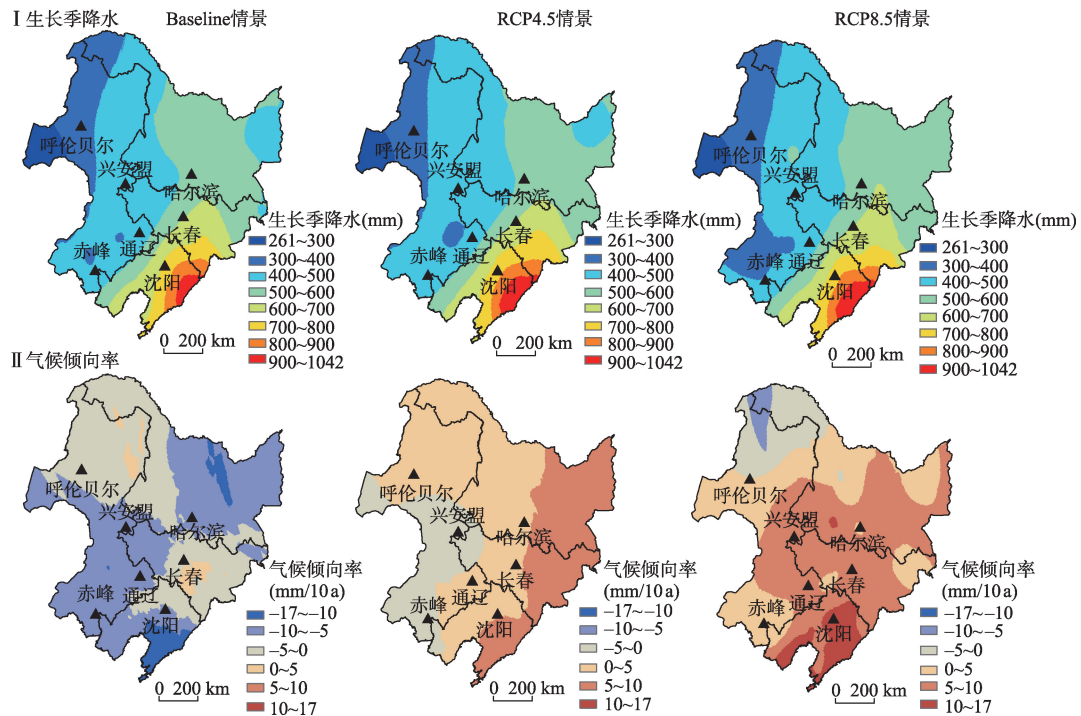 Ⅰ 生长季降水
Baseline情景
RCP4.5情景
RCP8.5情景
呼伦贝尔
兴安盟
哈尔滨
长春
通辽
赤峰
沈阳
生长季降水(mm)
261~300
300~400
400~500
500~600
600~700
700~800
800~900
900~1042
0 200 km
呼伦贝尔
兴安盟
哈尔滨
长春
通辽
赤峰
沈阳
生长季降水(mm)
261~300
300~400
400~500
500~600
600~700
700~800
800~900
900~1042
0 200 km
呼伦贝尔
兴安盟
哈尔滨
长春
通辽
赤峰
沈阳
生长季降水(mm)
261~300
300~400
400~500
500~600
600~700
700~800
800~900
900~1042
0 200 km
Ⅱ 气候倾向率
呼伦贝尔
兴安盟
哈尔滨
长春
通辽
赤峰
沈阳
气候倾向率
(mm/10 a)
−17~−10
−10~−5
−5~0
0~5
5~10
10~17
0 200 km
呼伦贝尔
兴安盟
哈尔滨
长春
通辽
赤峰
沈阳
气候倾向率
(mm/10 a)
−17~−10
−10~−5
−5~0
0~5
5~10
10~17
0 200 km
呼伦贝尔
兴安盟
哈尔滨
长春
通辽
赤峰
沈阳
气候倾向率
(mm/10 a)
−17~−10
−10~−5
−5~0
0~5
5~10
10~17
0 200 km